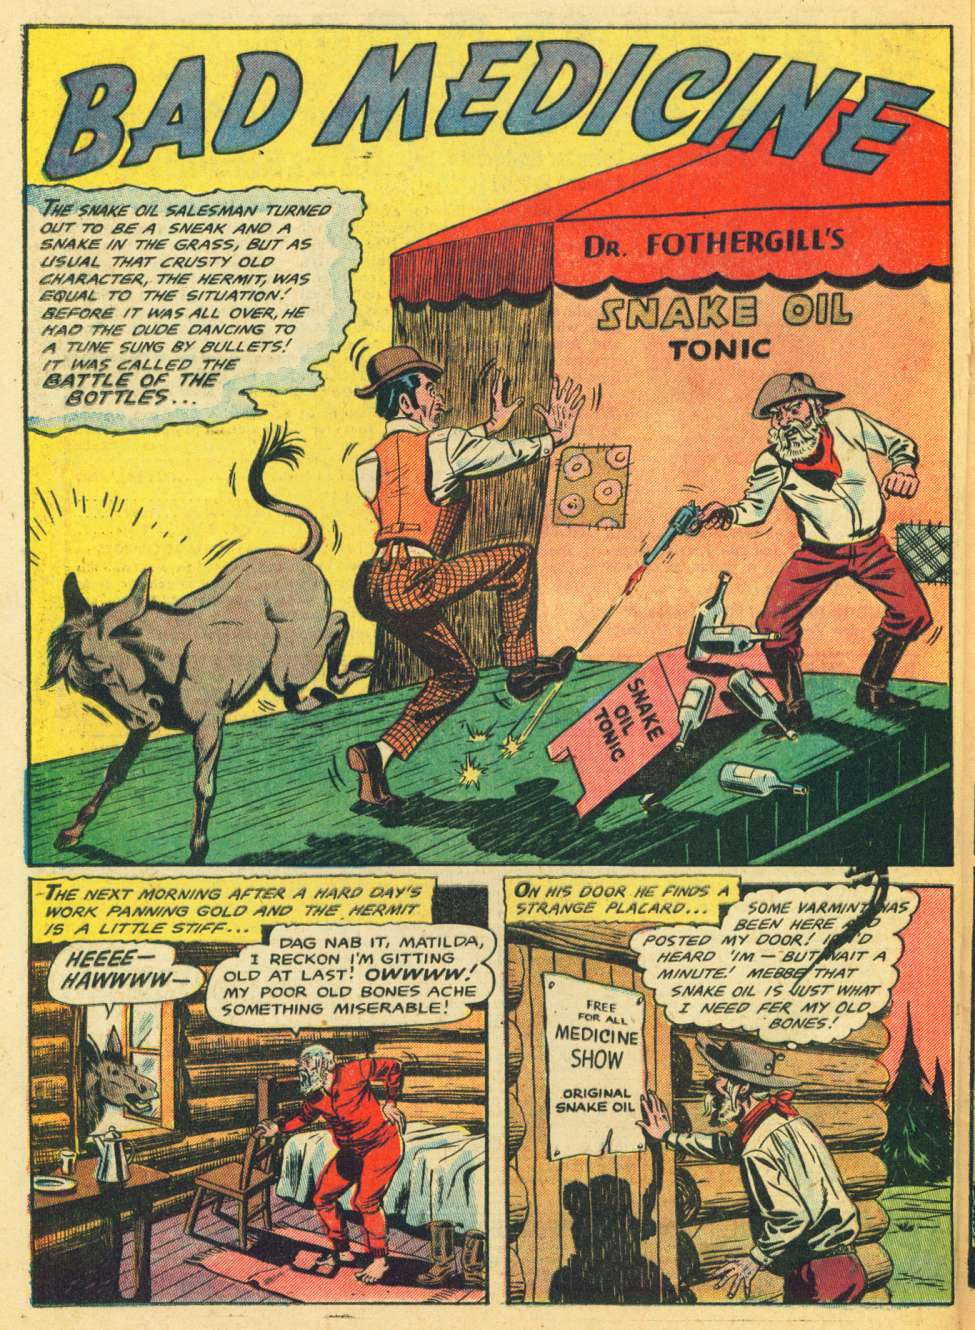 BAD MEDICINE
THE SNAKE OIL SALESMAN TURNED
OUT TO BE A SNEAK AND A
SNAKE IN THE GRASS, BUT AS
USUAL THAT CRUSTY OLD
CHARACTER, THE HERMIT, WAS
EQUAL TO THE SITUATION!
BEFORE IT WAS ALL OVER, HE
HAD THE DUDE DANCING TO
A TUNE SUNG BY BULLETS!
IT WAS CALLED THE
BATTLE OF THE
BOTTLES...
DR. FOTHERGILL'S
SNAKE OIL
TONIC
SNAKE
OIL
TONIC
THE NEXT MORNING AFTER A HARD DAY'S
WORK PANNING GOLD AND THE HERMIT
IS A LITTLE STIFF...
HEEEE-
HAWWWW-
DAG NAB IT, MATILDA,
I RECKON I'M GITTING
OLD AT LAST! OWWWW!
MY POOR OLD BONES ACHE
SOMETHING MISERABLE!
ON HIS DOOR HE FINDS A
STRANGE PLACARD...
SOME VARMINT HAS
BEEN HERE AND
POSTED MY DOOR! IF I'D
HEARD 'IM - BUT WAIT A
MINUTE! MEBBE THAT
SNAKE OIL IS JUST WHAT
I NEED FER MY OLD
BONES!
FREE
FOR ALL
MEDICINE
SHOW
ORIGINAL
SNAKE OIL